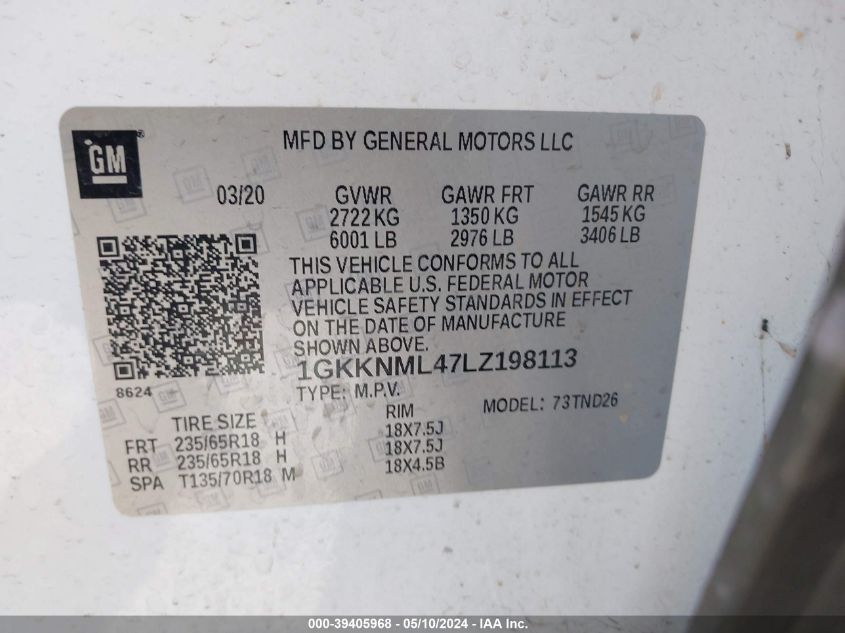 GM
MFD BY GENERAL MOTORS LLC
03/20 GVWR GAWR FRT GAWR RR
2722 KG 1350 KG 1545 KG
6001 LB 2976 LB 3406 LB
THIS VEHICLE CONFORMS TO ALL
APPLICABLE U.S. FEDERAL MOTOR
VEHICLE SAFETY STANDARDS IN EFFECT
ON THE DATE OF MANUFACTURE
SHOWN ABOVE.
1GKKNML47LZ198113
8624
TYPE: M.P.V.
MODEL: 73TND26
TIRE SIZE RIM
FRT 235/65R18 H 18X7.5J
RR 235/65R18 H 18X7.5J
SPA T135/70R18 M 18X4.5B
000-39405968 - 05/10/2024 - IAA Inc.